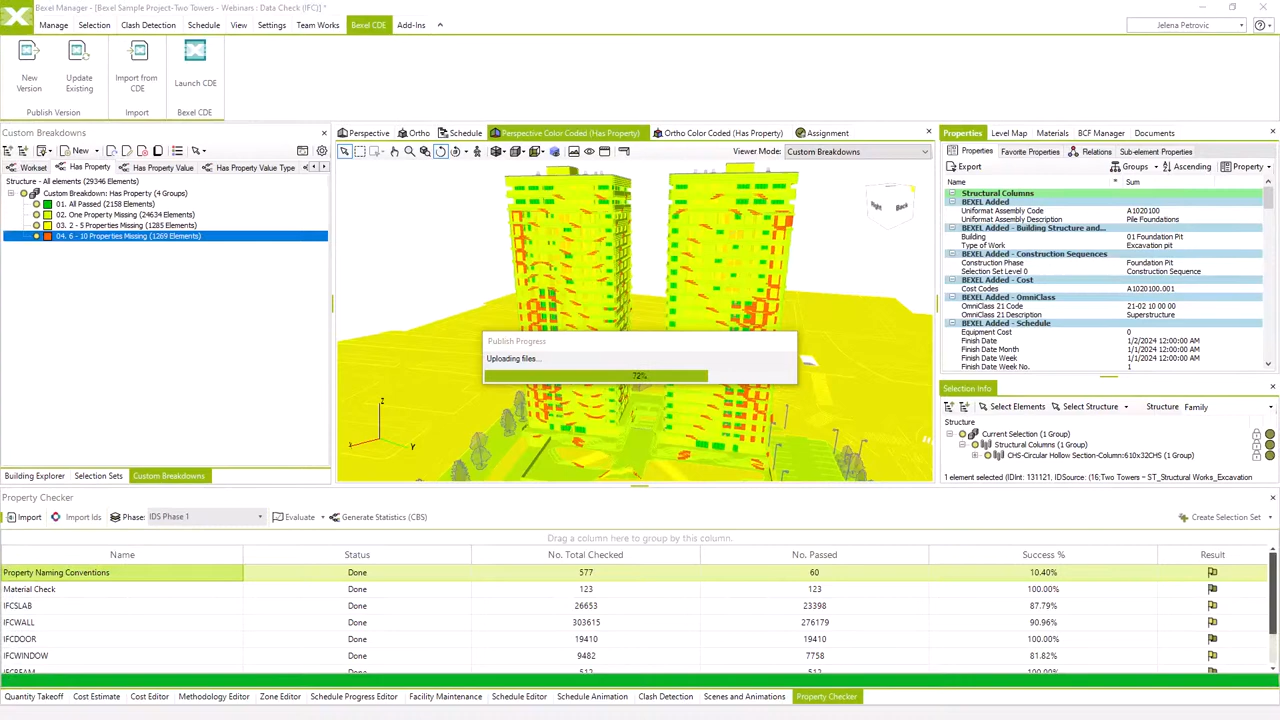 Bexel Manager - [Bexel Sample Project-Two Towers - Webinars : Data Check (IFC)] *
Manage Selection Clash Detection Schedule View Settings Team Works Bexel CDE Add-Ins
Jelena Petrovic
New Version
Update Existing
Import from CDE
Launch CDE
Publish Version Import Bexel CDE
Custom Breakdowns
New
Workset Has Property Has Property Value Has Property Value Type
Structure - All elements (29346 Elements)
Custom Breakdown: Has Property (4 Groups)
01. All Passed (2158 Elements)
02. One Property Missing (24634 Elements)
03. 2 - 5 Properties Missing (1285 Elements)
04. 6 - 10 Properties Missing (1269 Elements)
Building Explorer Selection Sets Custom Breakdowns
Perspective Ortho Schedule Perspective Color Coded (Has Property) Ortho Color Coded (Has Property) Assignment
Viewer Mode: Custom Breakdowns
Right Back
Publish Progress
Uploading files...
72%
Z
X
Y
Properties Level Map Materials BCF Manager Documents
Properties Favorite Properties Relations Sub-element Properties
Export Groups Ascending Property
Name Sum
Structural Columns
BEXEL Added
Uniformat Assembly Code A1020100
Uniformat Assembly Description Pile Foundations
BEXEL Added - Building Structure and...
Building 01 Foundation Pit
Type of Work Excavation pit
BEXEL Added - Construction Sequences
Construction Phase Foundation Pit
Selection Set Level 0 Construction Sequence
BEXEL Added - Cost
Cost Codes A1020100.001
BEXEL Added - OmniClass
OmniClass 21 Code 21-02 10 00 00
OmniClass 21 Description Superstructure
BEXEL Added - Schedule
Equipment Cost 0
Finish Date 1/2/2024 12:00:00 AM
Finish Date Month 1/1/2024 12:00:00 AM
Finish Date Week 1/1/2024 12:00:00 AM
Finish Date Week No. 1
Selection Info
Select Elements Select Structure Structure Family
Structure
Current Selection (1 Element)
Structural Columns (1 Element)
CHS-Circular Hollow Section-Column:610x32CHS (1 Element)
1 element selected (IDInt: 131121, IDSource: (16;Two Towers - ST_Structural Works_Excavation
Property Checker
Import Import Ids Phase: IDS Phase 1 Evaluate Generate Statistics (CBS) Create Selection Set
Drag a column here to group by this column.
Name Status No. Total Checked No. Passed Success % Result
Property Naming Conventions Done 577 60 10.40%
Material Check Done 123 123 100.00%
IFCSLAB Done 26653 23398 87.79%
IFCWALL Done 303615 276179 90.96%
IFCDOOR Done 19410 19410 100.00%
IFCWINDOW Done 9482 7758 81.82%
IFCBEAM Done 512 512 100.00%
Quantity Takeoff Cost Estimate Cost Editor Methodology Editor Zone Editor Schedule Progress Editor Facility Maintenance Schedule Editor Schedule Animation Clash Detection Scenes and Animations Property Checker